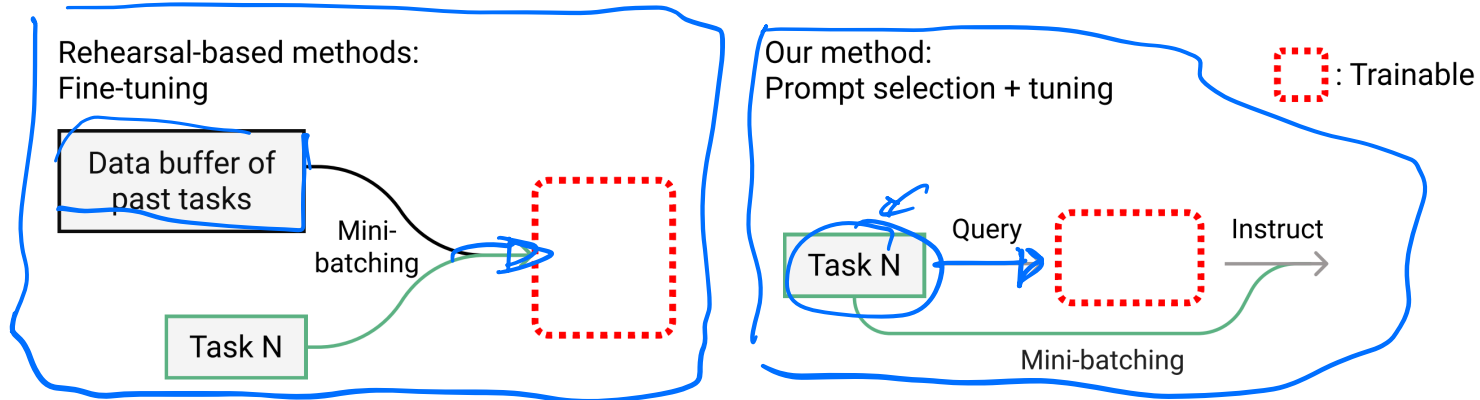 Rehearsal-based methods:
Fine-tuning
Data buffer of
past tasks
Mini-
batching
Task N
Our method:
Prompt selection + tuning
: Trainable
Task N
Query
Instruct
Mini-batching